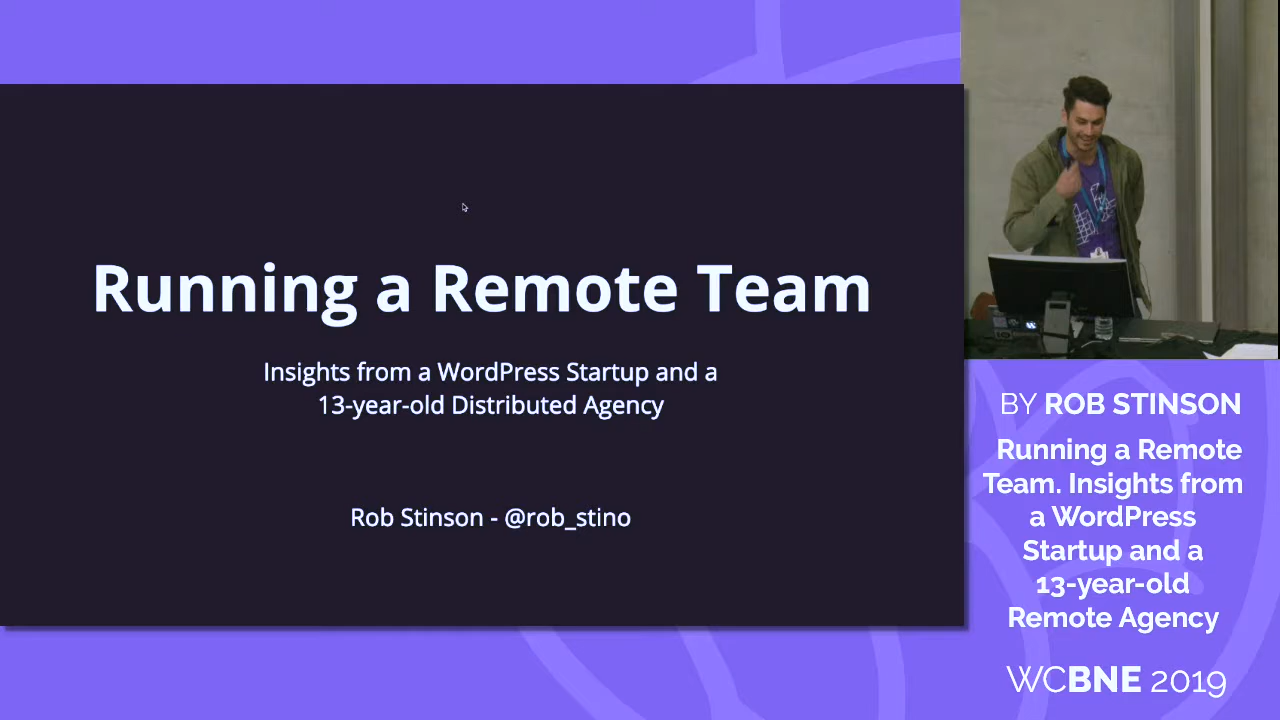 Running a Remote Team
Insights from a WordPress Startup and a
13-year-old Distributed Agency
Rob Stinson - @rob_stino
BY ROB STINSON
Running a Remote
Team. Insights from
a WordPress
Startup and a
13-year-old
Remote Agency
WCBNE 2019